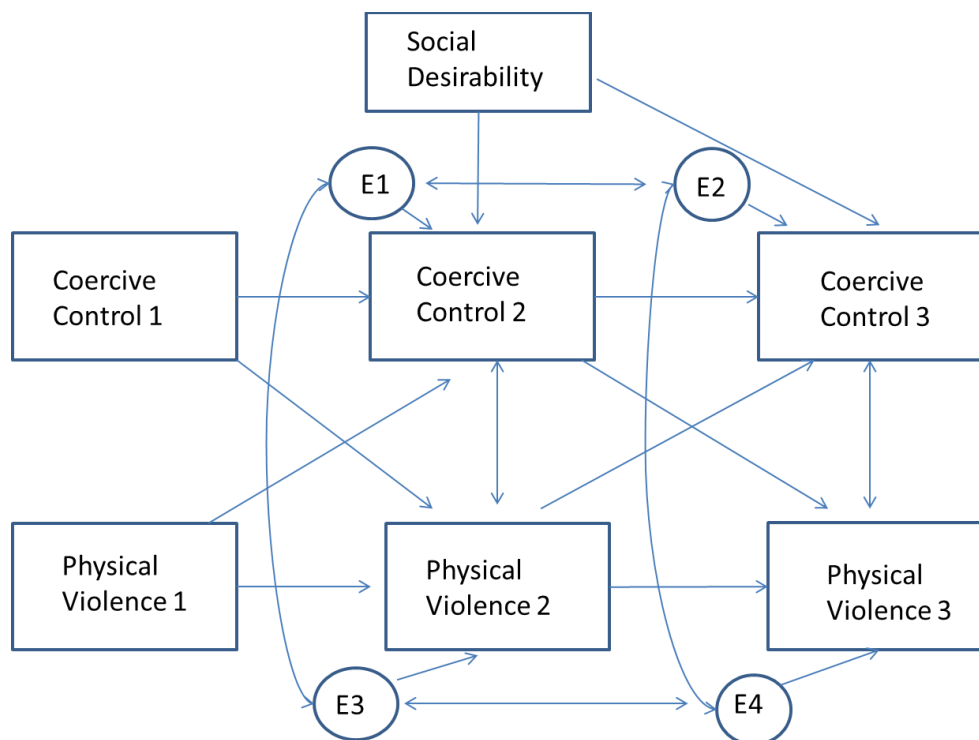 Social
Desirability
E1
E2
Coercive
Control 1
Coercive
Control 2
Coercive
Control 3
Physical
Violence 1
Physical
Violence 2
Physical
Violence 3
E3
E4